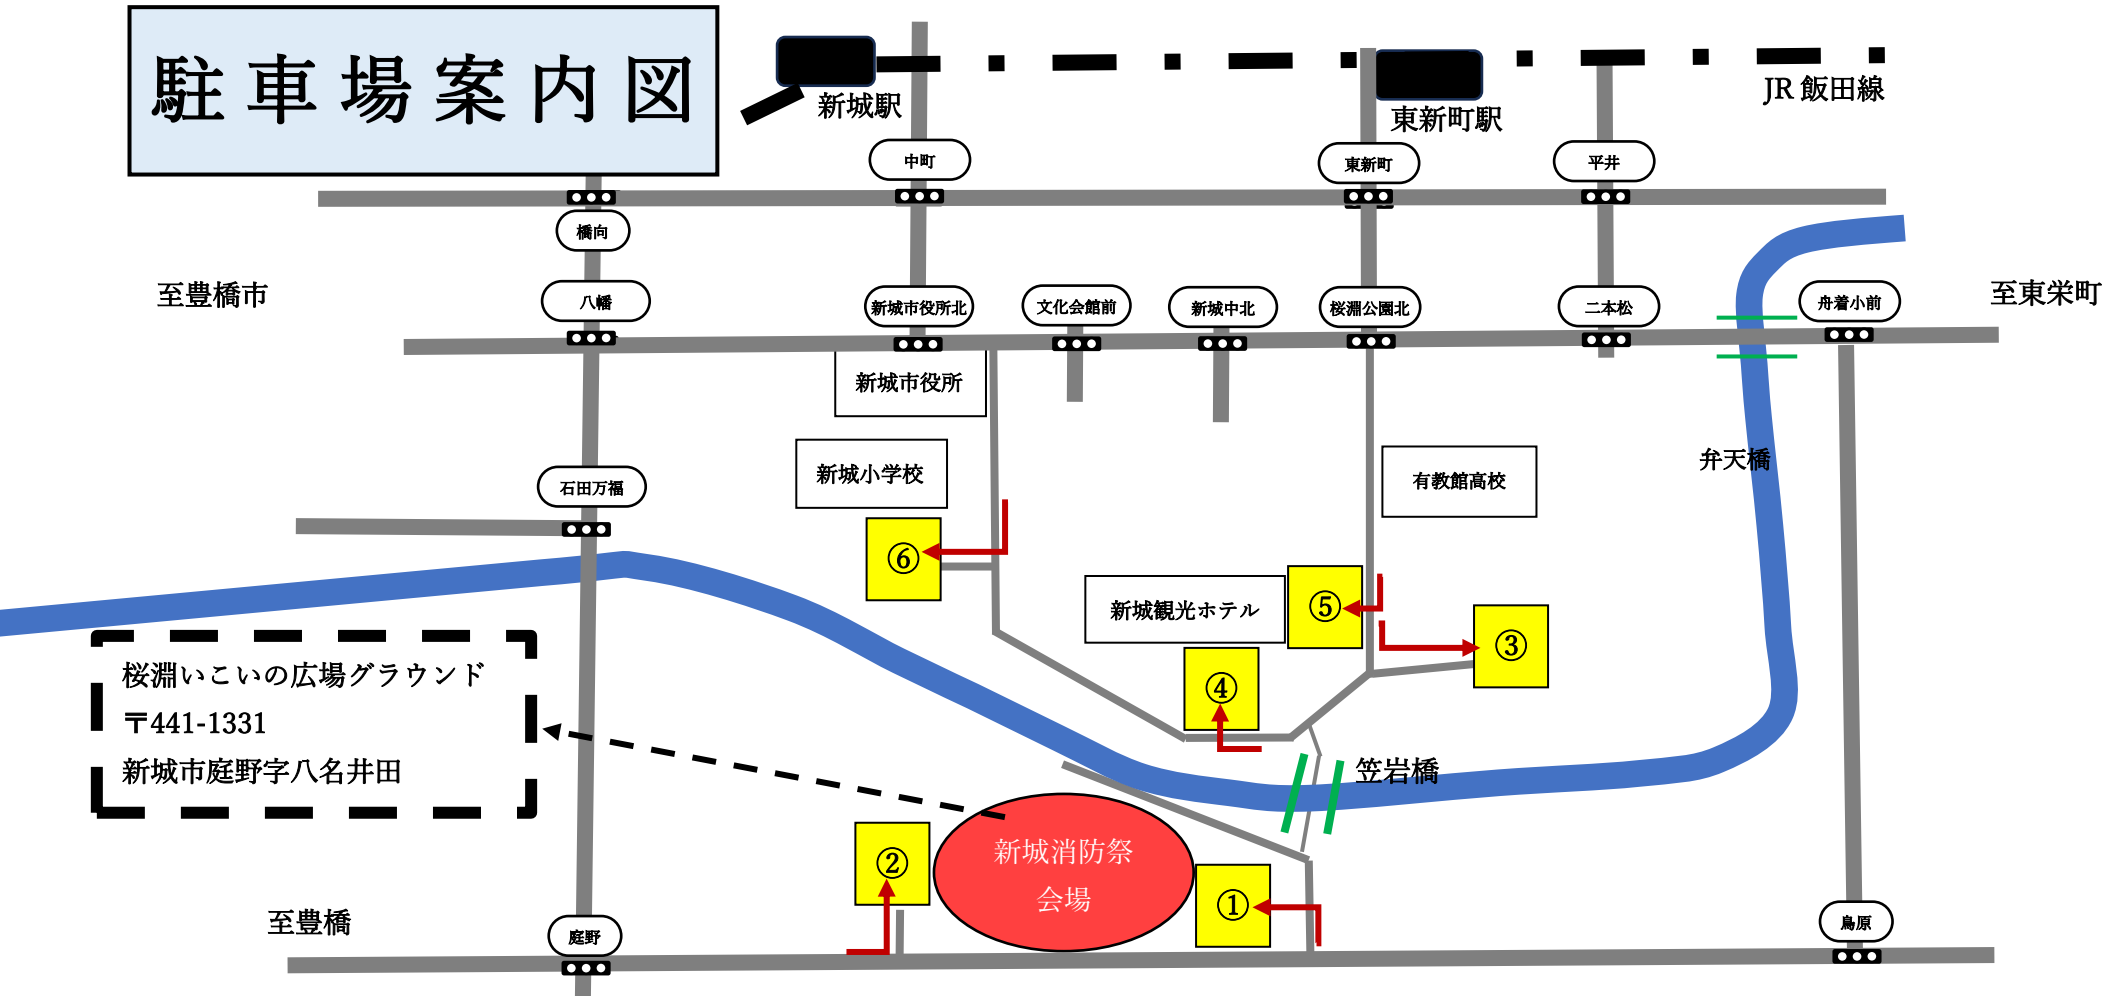 駐車場案内図
新城駅
東新町駅
JR 飯田線
中町
東新町
平井
橋向
至豊橋市
八幡
新城市役所北
文化会館前
新城中北
桜淵公園北
二本松
舟着小前
至東栄町
新城市役所
新城小学校
有教館高校
弁天橋
石田万福
⑥
新城観光ホテル
⑤
③
④
桜淵いこいの広場グラウンド
〒441-1331
新城市庭野字八名井田
笠岩橋
新城消防祭
会場
②
①
至豊橋
庭野
鳥原